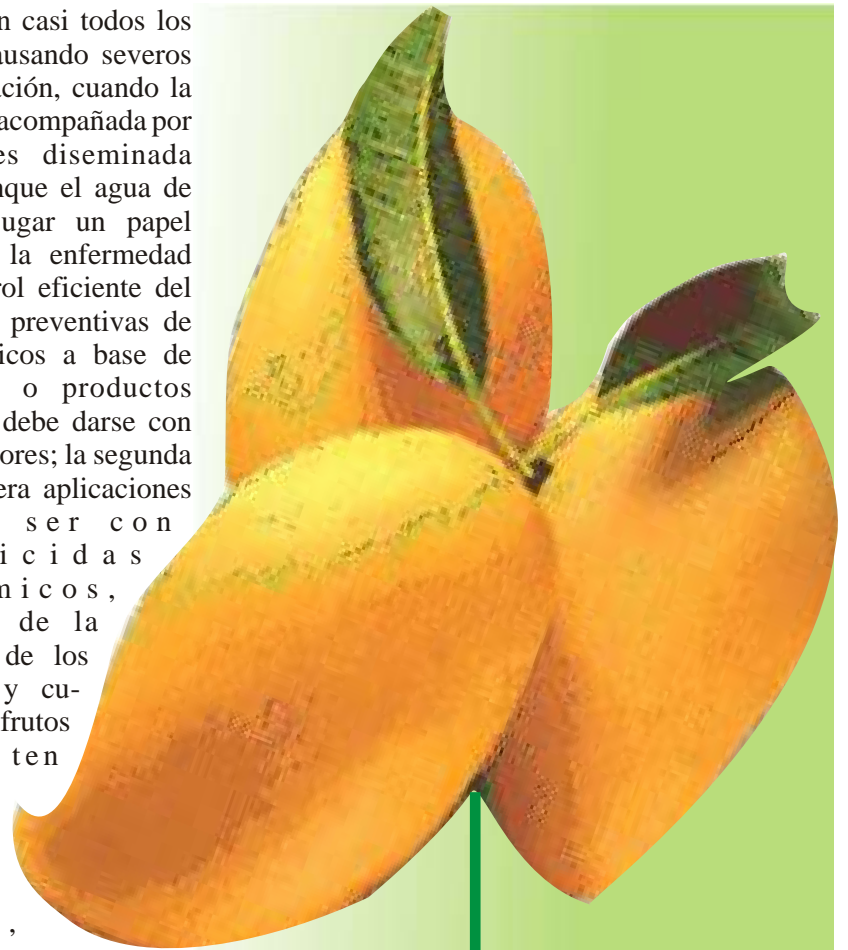 n casi todos los
ausando severos
ación, cuando la
acompañada por
es diseminada
nque el agua de
ugar un papel
la enfermedad
rol eficiente del
preventivas de
icos a base de
o productos
debe darse con
ores; la segunda
era aplicaciones
ser con
icidas
nicos,
de la
de los
y cu-
frutos
ten
,